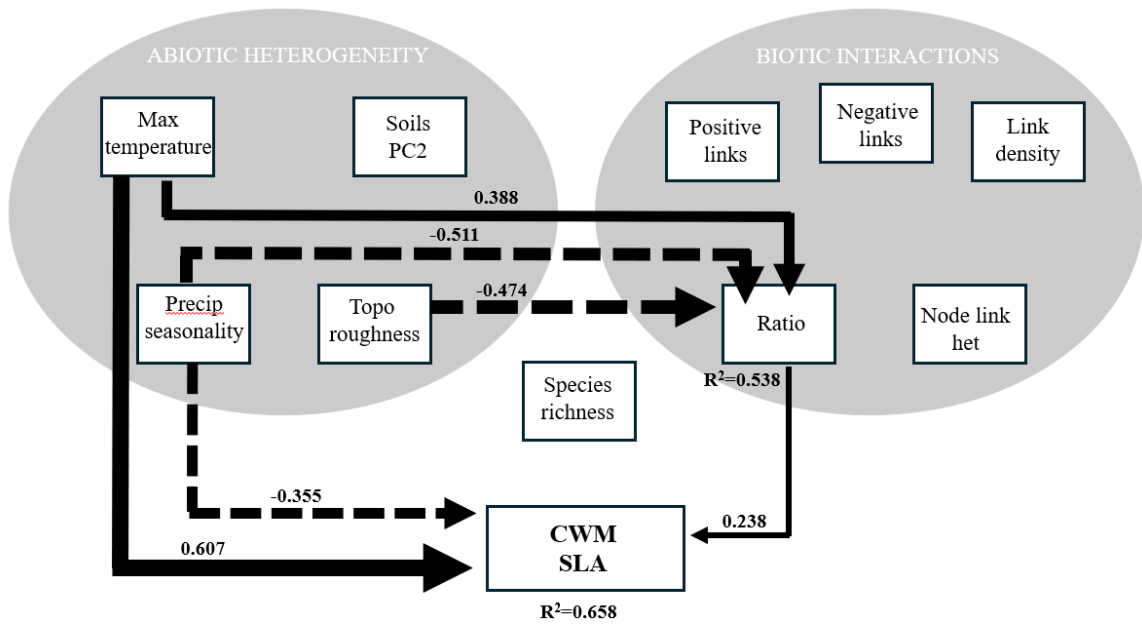 ABIOTIC HETEROGENEITY
BIOTIC INTERACTIONS
Max
temperature
Soils
PC2
Positive
links
Negative
links
Link
density
0.388
-0.511
Precip
seasonality
Topo
roughness
-0.474
Ratio
R²=0.538
Node link
het
Species
richness
-0.355
0.607
CWM
SLA
0.238
R²=0.658